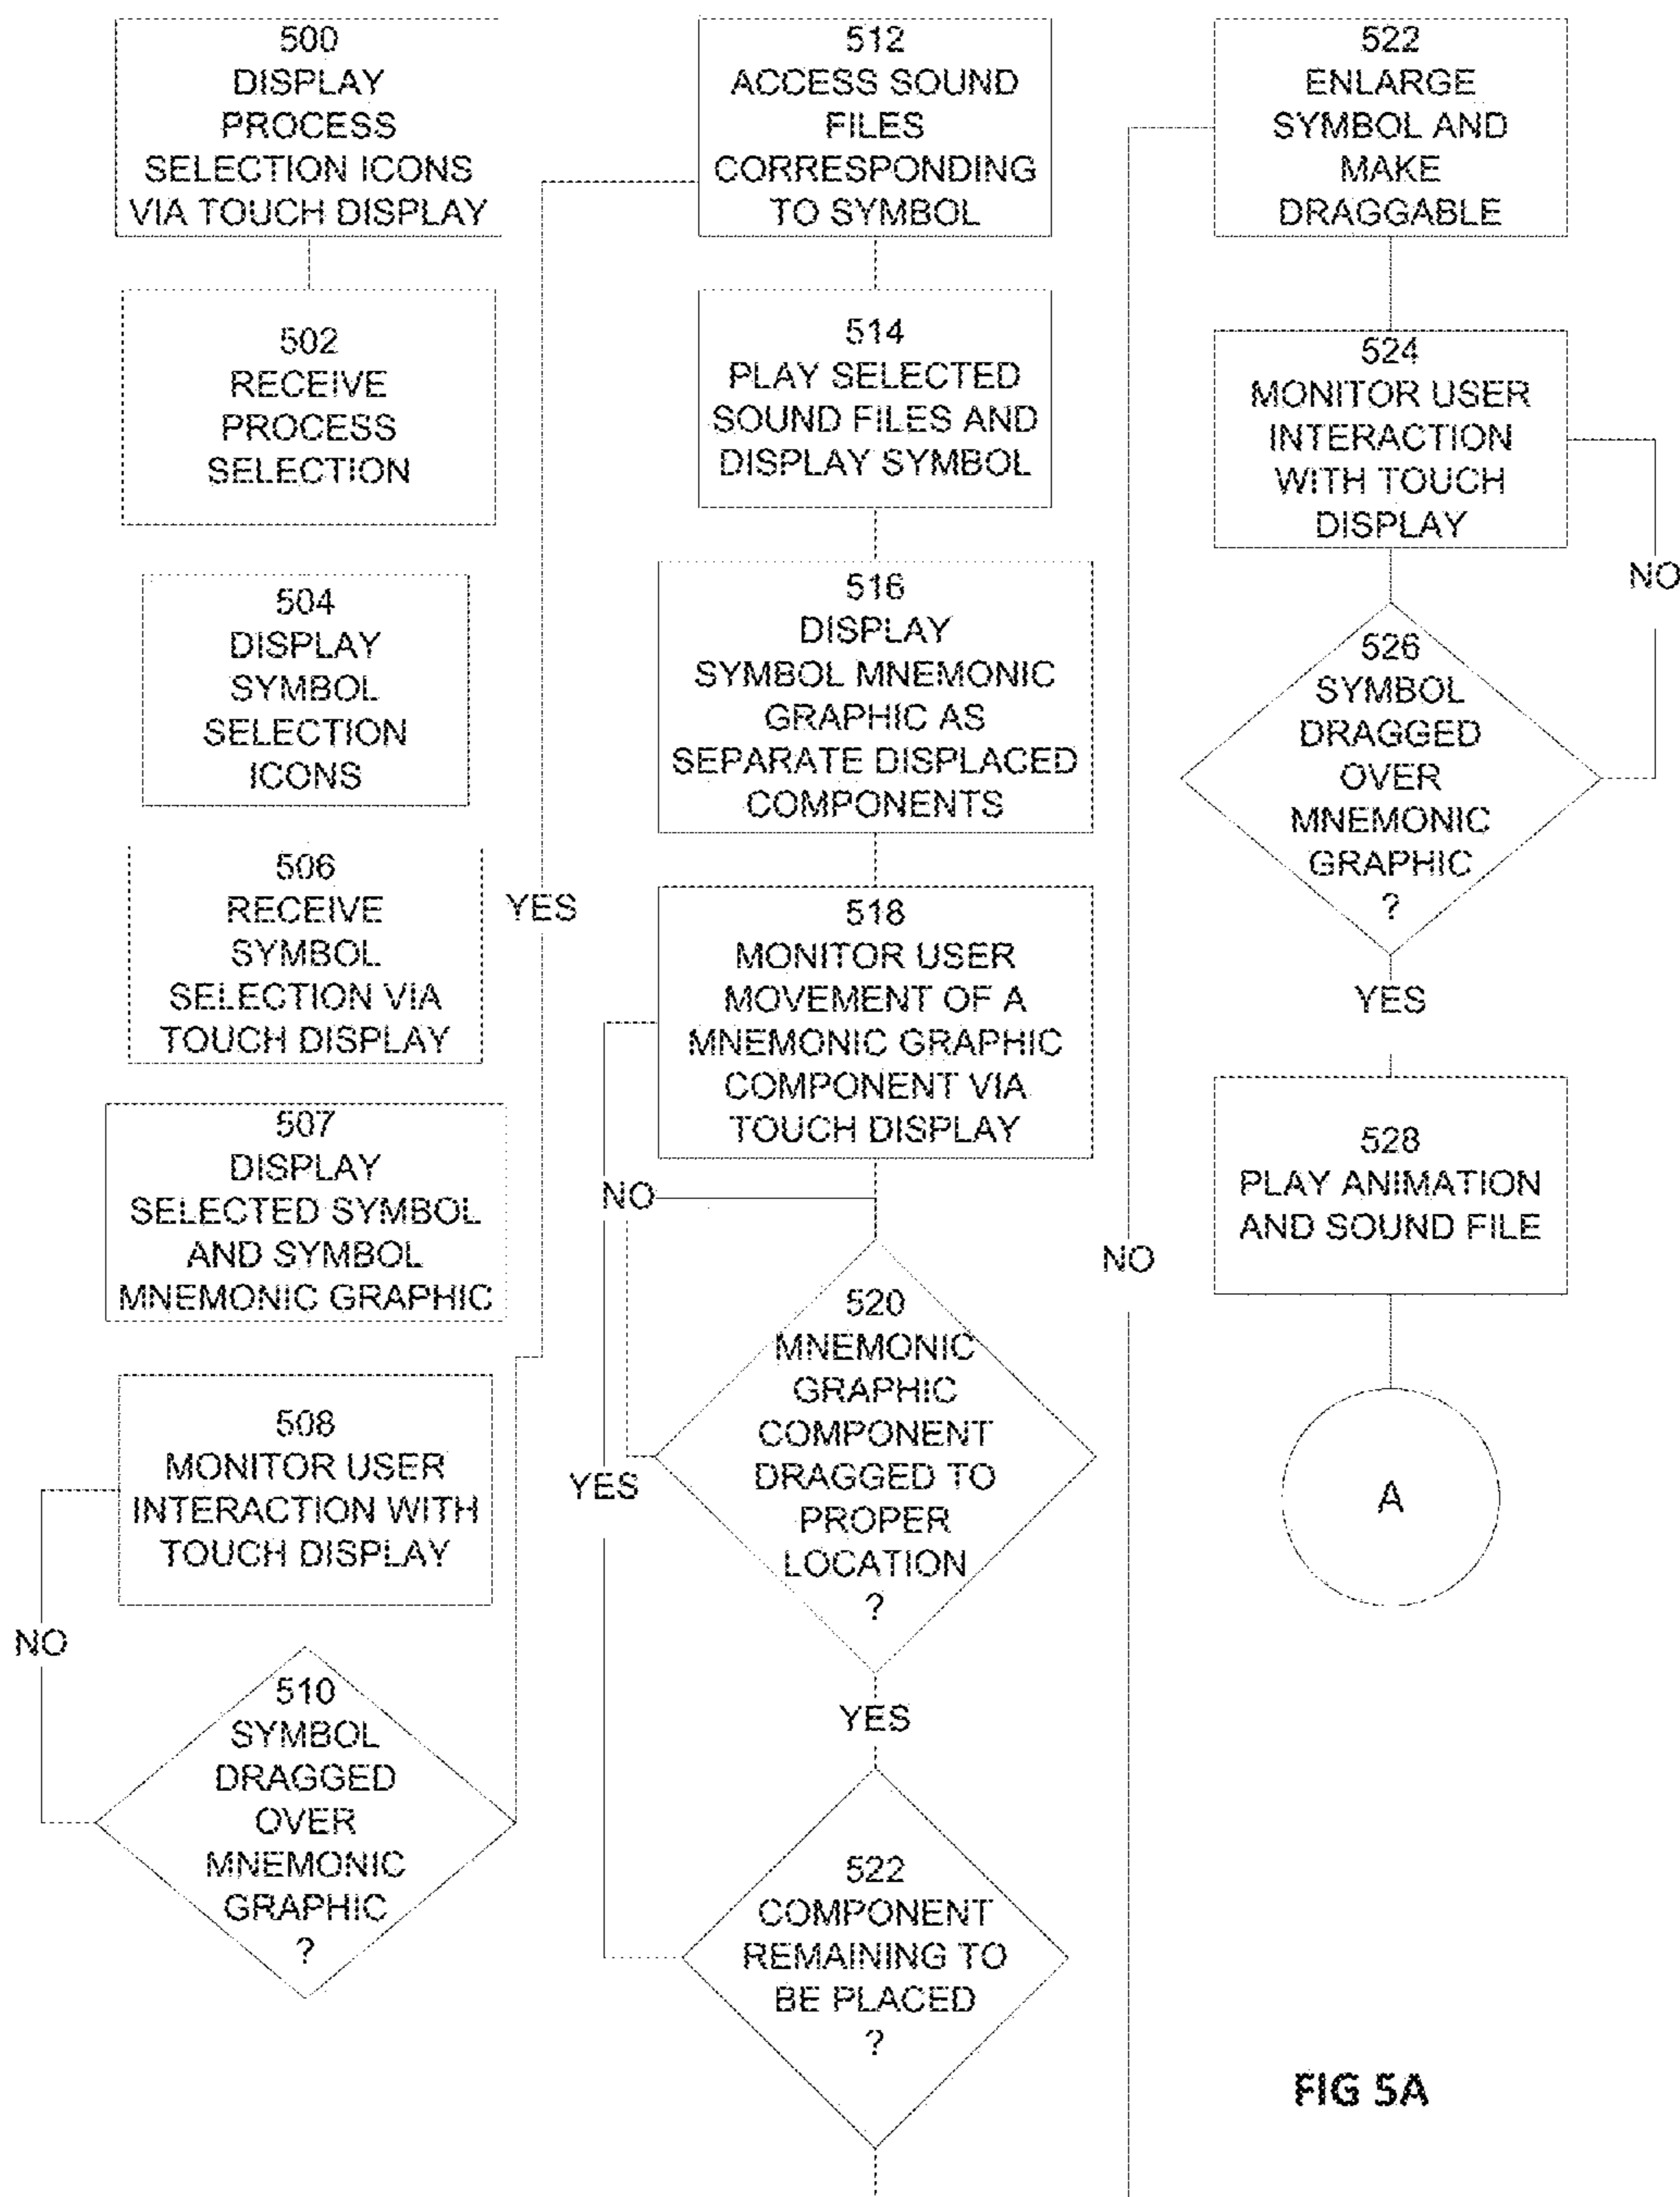 500
DISPLAY
PROCESS
SELECTION ICONS
VIA TOUCH DISPLAY
502
RECEIVE
PROCESS
SELECTION
504
DISPLAY
SYMBOL
SELECTION
ICONS
506
RECEIVE
SYMBOL
SELECTION VIA
TOUCH DISPLAY
507
DISPLAY
SELECTED SYMBOL
AND SYMBOL
MNEMONIC GRAPHIC
508
MONITOR USER
INTERACTION WITH
TOUCH DISPLAY
NO
510
SYMBOL
DRAGGED
OVER
MNEMONIC
GRAPHIC
?
YES
512
ACCESS SOUND
FILES
CORRESPONDING
TO SYMBOL
514
PLAY SELECTED
SOUND FILES AND
DISPLAY SYMBOL
516
DISPLAY
SYMBOL MNEMONIC
GRAPHIC AS
SEPARATE DISPLACED
COMPONENTS
518
MONITOR USER
MOVEMENT OF A
MNEMONIC GRAPHIC
COMPONENT VIA
TOUCH DISPLAY
NO
520
MNEMONIC
GRAPHIC
COMPONENT
DRAGGED TO
PROPER
LOCATION
?
YES
YES
522
COMPONENT
REMAINING TO
BE PLACED
?
NO
522
ENLARGE
SYMBOL AND
MAKE
DRAGGABLE
524
MONITOR USER
INTERACTION
WITH TOUCH
DISPLAY
NO
526
SYMBOL
DRAGGED
OVER
MNEMONIC
GRAPHIC
?
YES
528
PLAY ANIMATION
AND SOUND FILE
A
FIG 5A